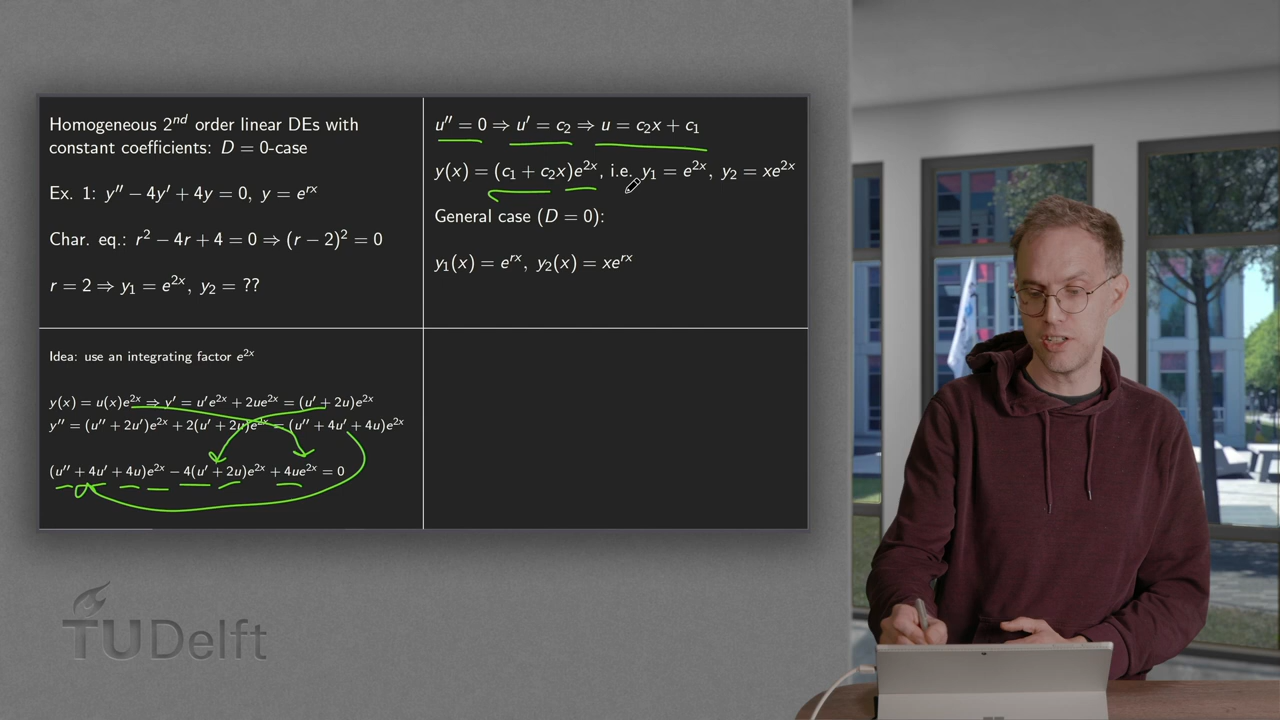 Homogeneous 2nd order linear DEs with
constant coefficients: D = 0-case
Ex. 1: y″ − 4y′ + 4y = 0, y = e^{rx}
Char. eq.: r² − 4r + 4 = 0 ⇒ (r − 2)² = 0
r = 2 ⇒ y₁ = e^{2x}, y₂ = ??
u″ = 0 ⇒ u′ = c₂ ⇒ u = c₂x + c₁
y(x) = (c₁ + c₂x)e^{2x}, i.e. y₁ = e^{2x}, y₂ = xe^{2x}
General case (D = 0):
y₁(x) = e^{rx}, y₂(x) = xe^{rx}
Idea: use an integrating factor e^{2x}
y(x) = u(x)e^{2x} ⇒ y′ = u′e^{2x} + 2ue^{2x} = (u′ + 2u)e^{2x}
y″ = (u″ + 2u′)e^{2x} + 2(u′ + 2u)e^{2x} = (u″ + 4u′ + 4u)e^{2x}
(u″ + 4u′ + 4u)e^{2x} − 4(u′ + 2u)e^{2x} + 4ue^{2x} = 0
TUDelft